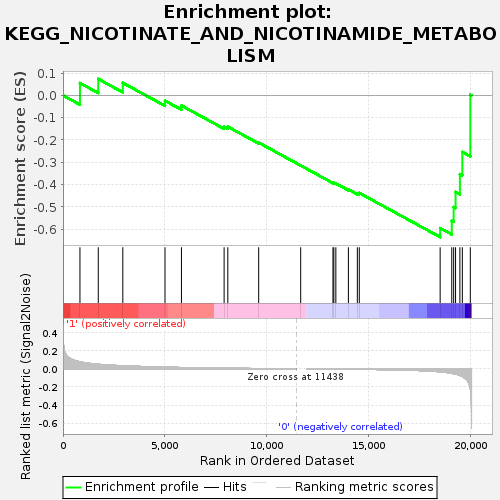 Enrichment plot:
KEGG_NICOTINATE_AND_NICOTINAMIDE_METABO
LISM
Enrichment score (ES)
0.1
0.0
-0.1
-0.2
-0.3
-0.4
-0.5
-0.6
Ranked list metric (Signal2Noise)
'1' (positively correlated)
0.4
0.2
0.0
-0.2
-0.4
-0.6
Zero cross at 11438
'0' (negatively correlated)
0
5,000
10,000
15,000
20,000
Rank in Ordered Dataset
Enrichment profile
Hits
Ranking metric scores